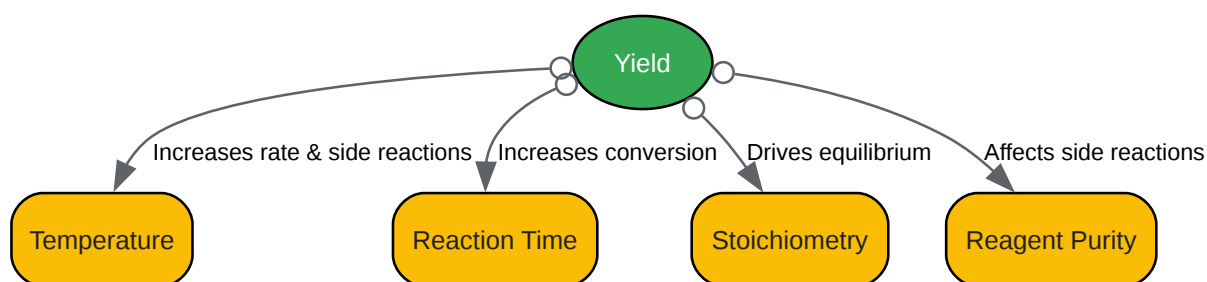 Yield
Increases rate & side reactions
Increases conversion
Drives equilibrium
Affects side reactions
Temperature
Reaction Time
Stoichiometry
Reagent Purity